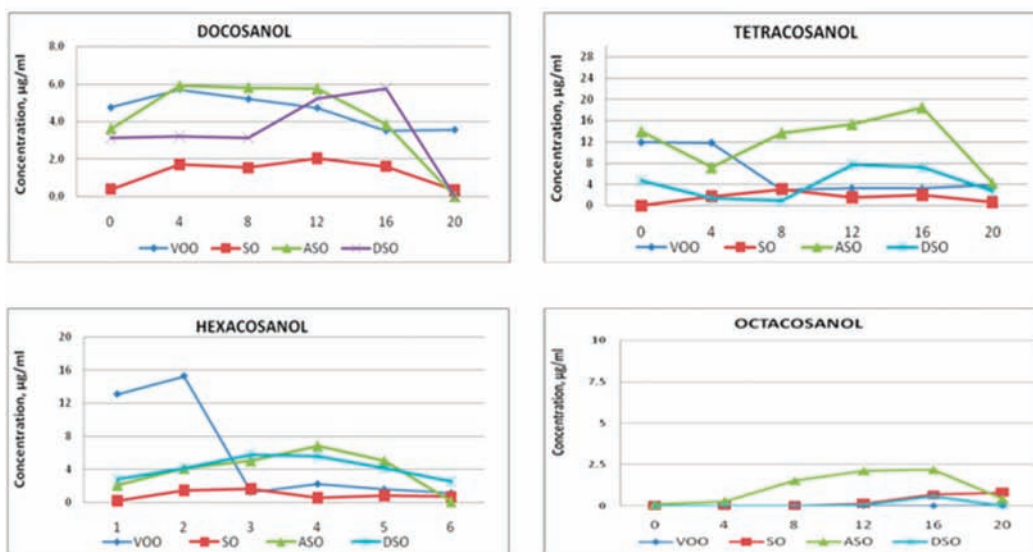 DOCOSANOL
Concentration, µg/ml
8.0
6.0
4.0
2.0
0.0
0 4 8 12 16 20
VOO SO ASO DSO
TETRACOSANOL
Concentration, µg/ml
28
24
20
16
12
8
4
0
0 4 8 12 16 20
VOO SO ASO DSO
HEXACOSANOL
Concentration, µg/ml
20
16
12
8
4
0
1 2 3 4 5 6
VOO SO ASO DSO
OCTACOSANOL
Concentration, µg/ml
10
7.5
5
2.5
0
0 4 8 12 16 20
VOO SO ASO DSO